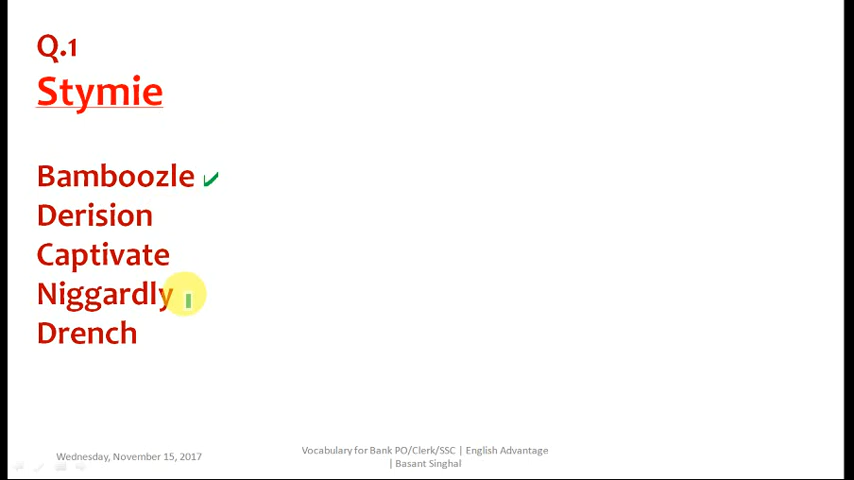 Q.1
Stymie
Bamboozle
Derision
Captivate
Niggardly
Drench
Wednesday, November 15, 2017
Vocabulary for Bank PO/Clerk/SSC | English Advantage
| Basant Singhal